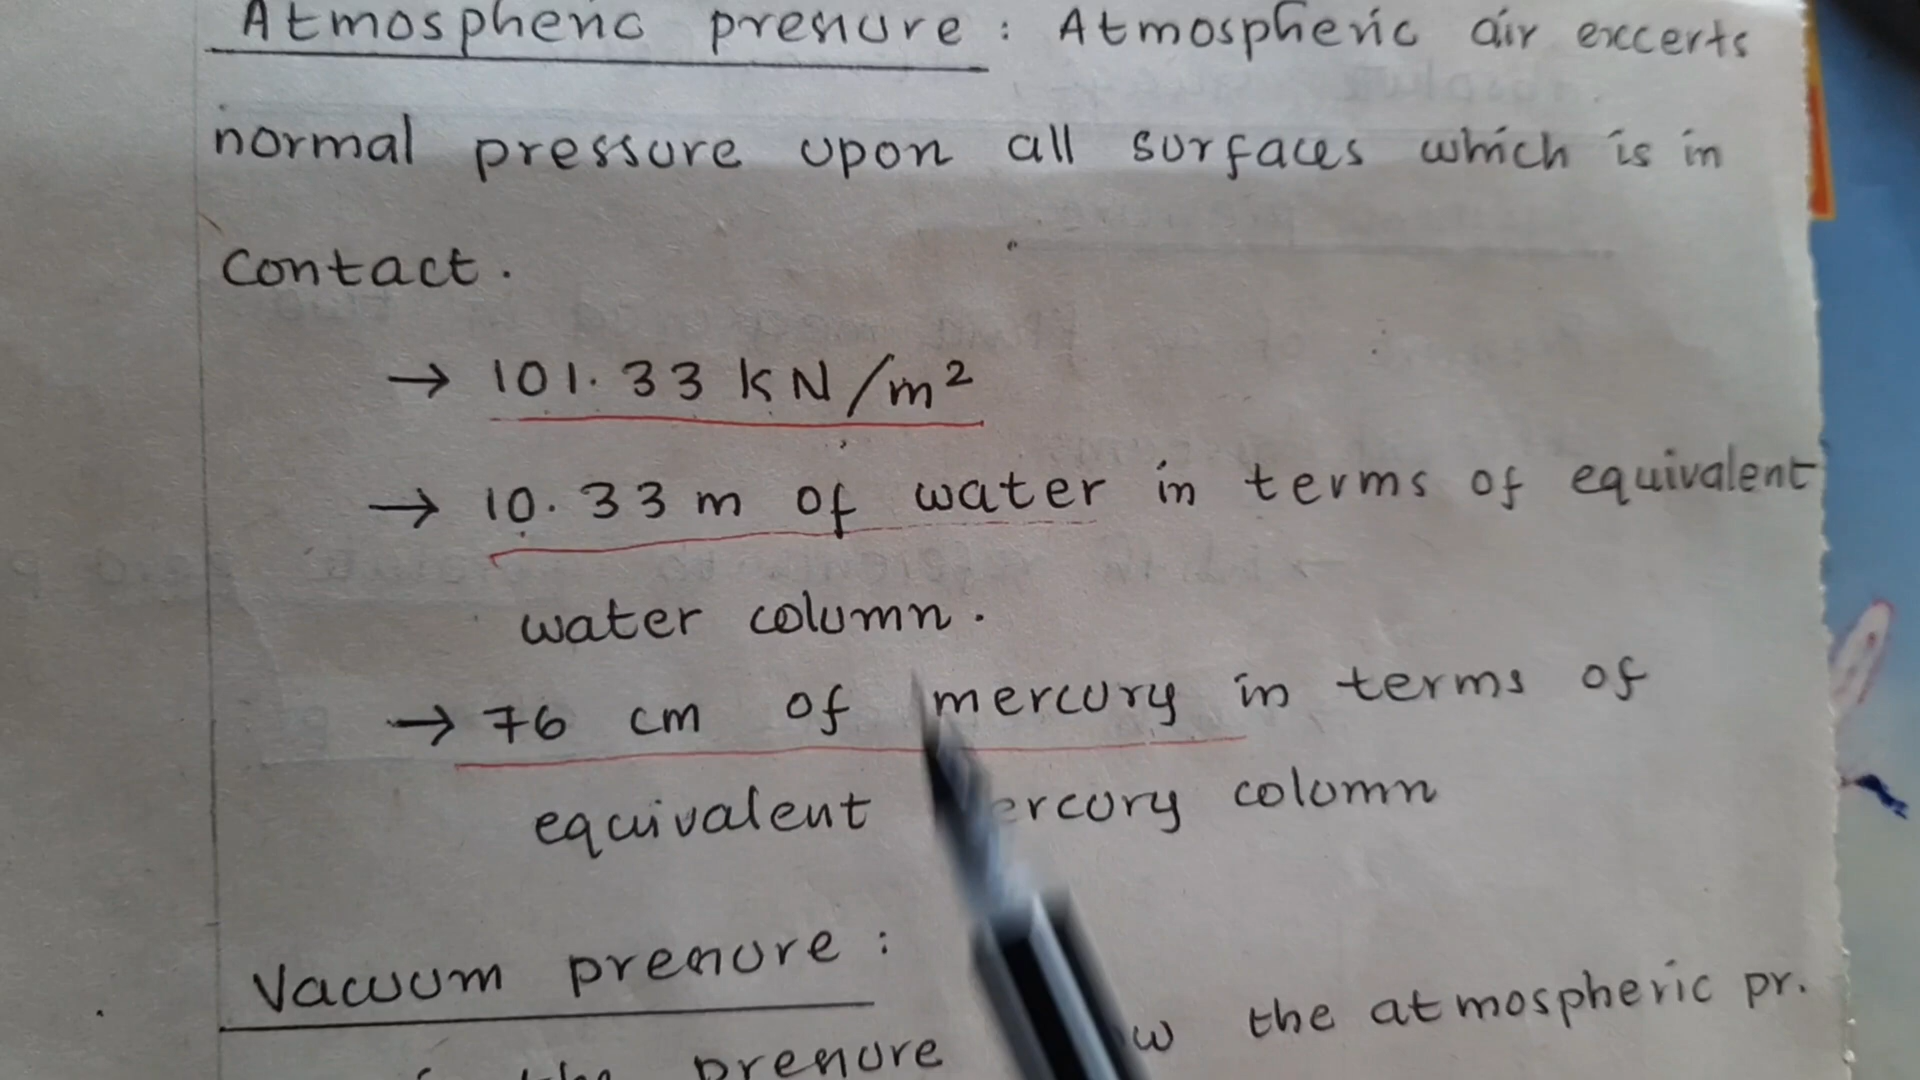 Atmospheric pressure : Atmospheric air excerts
normal pressure upon all surfaces which is in
contact.
→ 101.33 kN/m²
→ 10.33 m of water in terms of equivalent
water column.
→ 76 cm of mercury in terms of
equivalent ercury column
Vacuum pressure :
the pressure w the atmospheric pr.